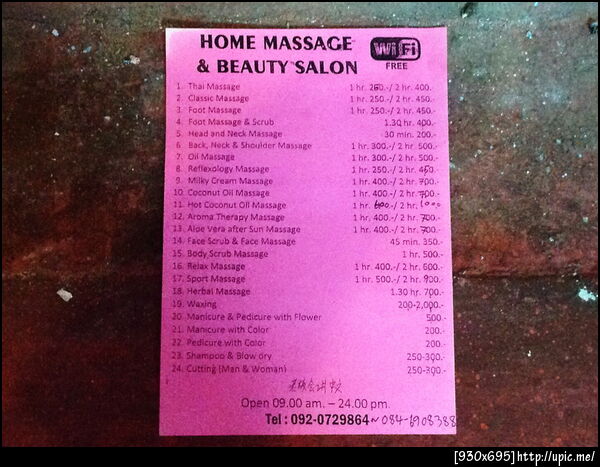 HOME MASSAGE WiFi
& BEAUTY SALON FREE
1. Thai Massage 1 hr. 260.-/ 2 hr. 400.-
2. Classic Massage 1 hr. 250.-/ 2 hr. 450.-
3. Foot Massage 1 hr. 250.-/ 2 hr. 450.-
4. Foot Massage & Scrub 1.30 hr. 400.-
5. Head and Neck Massage 30 min. 200.-
6. Back, Neck & Shoulder Massage 1 hr. 300.-/ 2 hr. 500.-
7. Oil Massage 1 hr. 300.-/ 2 hr. 500.-
8. Reflexology Massage 1 hr. 250.-/ 2 hr. 450.-
9. Milky Cream Massage 1 hr. 400.-/ 2 hr. 700.-
10. Coconut Oil Massage 1 hr. 400.-/ 2 hr. 700.-
11. Hot Coconut Oil Massage 1 hr. 600.-/ 2 hr. 1000
12. Aroma Therapy Massage 1 hr. 400.-/ 2 hr. 700.-
13. Aloe Vera after Sun Massage 1 hr. 400.-/ 2 hr. 700.-
14. Face Scrub & Face Massage 45 min. 350.-
15. Body Scrub Massage 1 hr. 500.-
16. Relax Massage 1 hr. 400.-/ 2 hr. 600.-
17. Sport Massage 1 hr. 500.-/ 2 hr. 900.-
18. Herbal Massage 1.30 hr. 700.-
19. Waxing 200-2,000.-
20. Manicure & Pedicure with Flower 500.-
21. Manicure with Color 200.-
22. Pedicure with Color 200.-
23. Shampoo & Blow dry 250-300.-
24. Cutting (Man & Woman) 250-300.-
老板会讲中文
Open 09.00 am. – 24.00 pm.
Tel : 092-0729864 ~ 084-6908388
[930x695] http://upic.me/